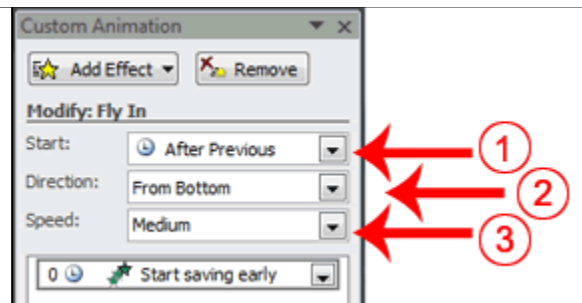 Custom Animation
Add Effect Remove
Modify: Fly In
Start: After Previous 1
Direction: From Bottom 2
Speed: Medium 3
0 Start saving early